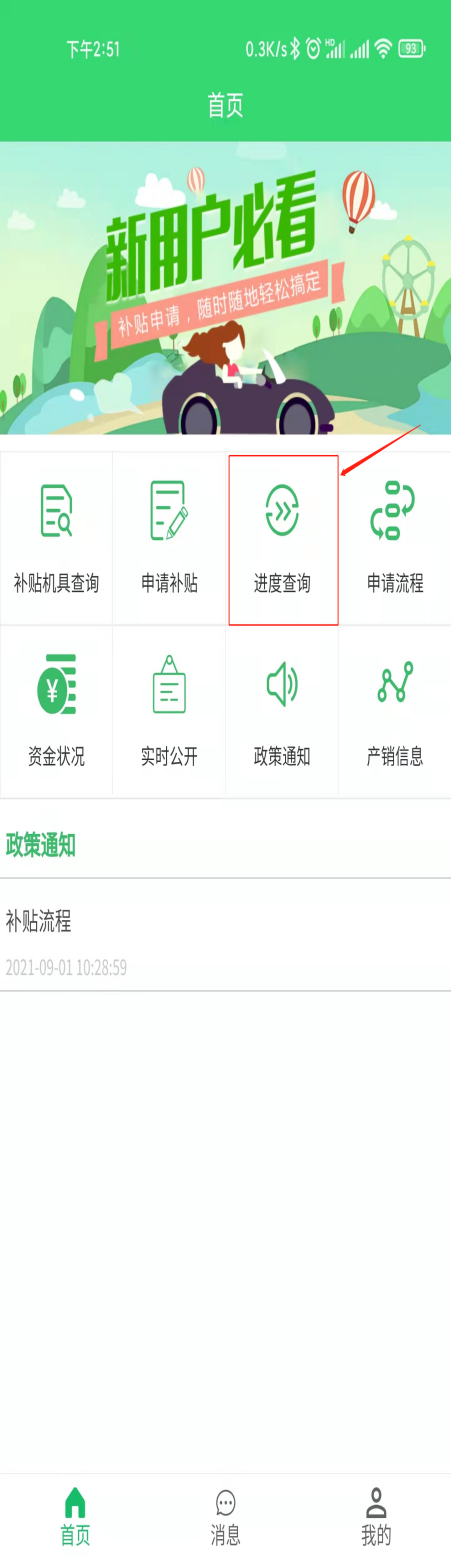 下午2:51
0.3K/s
HD
93
首页
新用户必看
补贴申请，随时随地轻松搞定
补贴机具查询
申请补贴
进度查询
申请流程
¥
资金状况
实时公开
政策通知
产销信息
政策通知
补贴流程
2021-09-01 10:28:59
首页
消息
我的